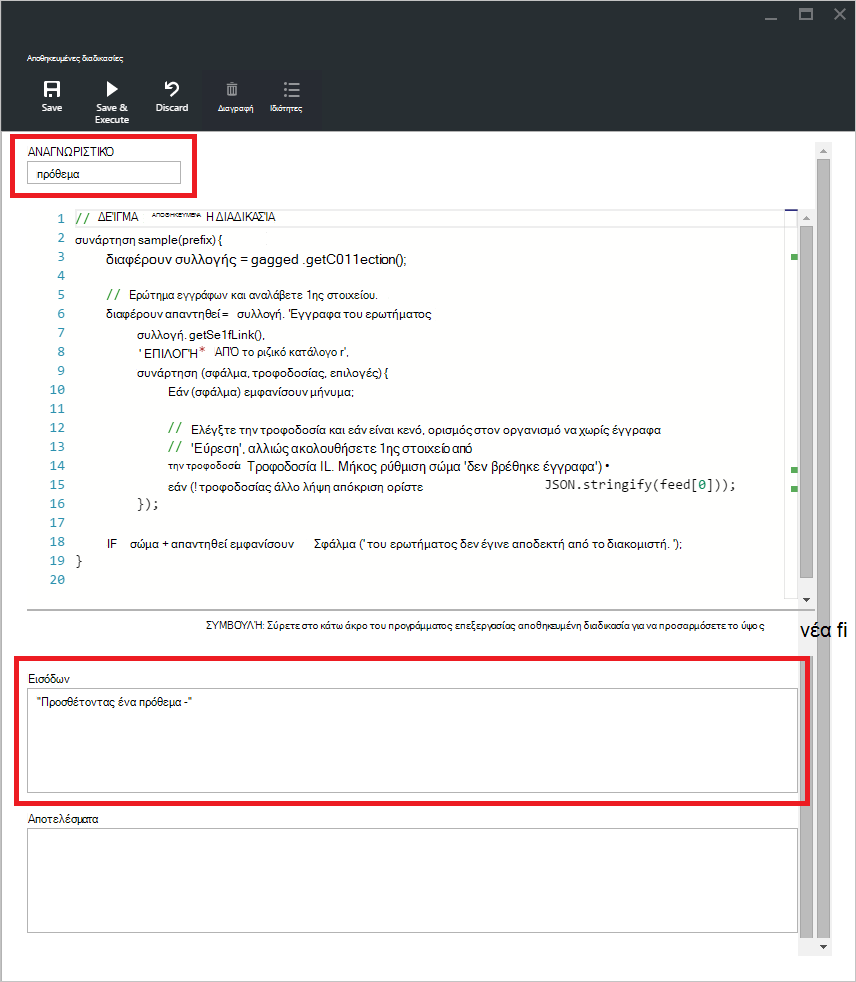 Αποθηκευμένες διαδικασίες
Save
Save & Execute
Discard
Διαγραφή
Ιδιότητες
ΑΝΑΓΝΩΡΙΣΤΙΚΌ
πρόθεμα
1 // ΔΕΊΓΜΑ ΑΠΟΘΗΚΕΥΜΈΝΑ Η ΔΙΑΔΙΚΑΣΊΑ
2 συνάρτηση sample(prefix) {
3 διαφέρουν συλλογής = gagged .getC011ection();
4
5 // Ερώτημα εγγράφων και αναλάβετε 1ης στοιχείου.
6 διαφέρουν απαντηθεί = συλλογή. 'Έγγραφα του ερωτήματος
7 συλλογή. getSe1fLink(),
8 ' ΕΠΙΛΟΓΉ* ΑΠΌ το ριζικό κατάλογο r',
9 συνάρτηση (σφάλμα, τροφοδοσίας, επιλογές) {
10 Εάν (σφάλμα) εμφανίσουν μήνυμα;
11
12 // Ελέγξτε την τροφοδοσία και εάν είναι κενό, ορισμός στον οργανισμό να χωρίς έγγραφα
13 // 'Εύρεση', αλλιώς ακολουθήσετε 1ης στοιχείο από
14 την τροφοδοσία Τροφοδοσία IL. Μήκος ρύθμιση σώμα 'δεν βρέθηκε έγγραφα') •
15 εάν (! τροφοδοσίας άλλο λήψη απόκριση ορίστε JSON.stringify(feed[0]));
16 });
17
18 IF σώμα + απαντηθεί εμφανίσουν Σφάλμα (' του ερωτήματος δεν έγινε αποδεκτή από το διακομιστή. ');
19 }
20
ΣΥΜΒΟΥΛΉ: Σύρετε στο κάτω άκρο του προγράμματος επεξεργασίας αποθηκευμένη διαδικασία για να προσαρμόσετε το ύψος
νέα fi
Εισόδων
"Προσθέτοντας ένα πρόθεμα -"
Αποτελέσματα